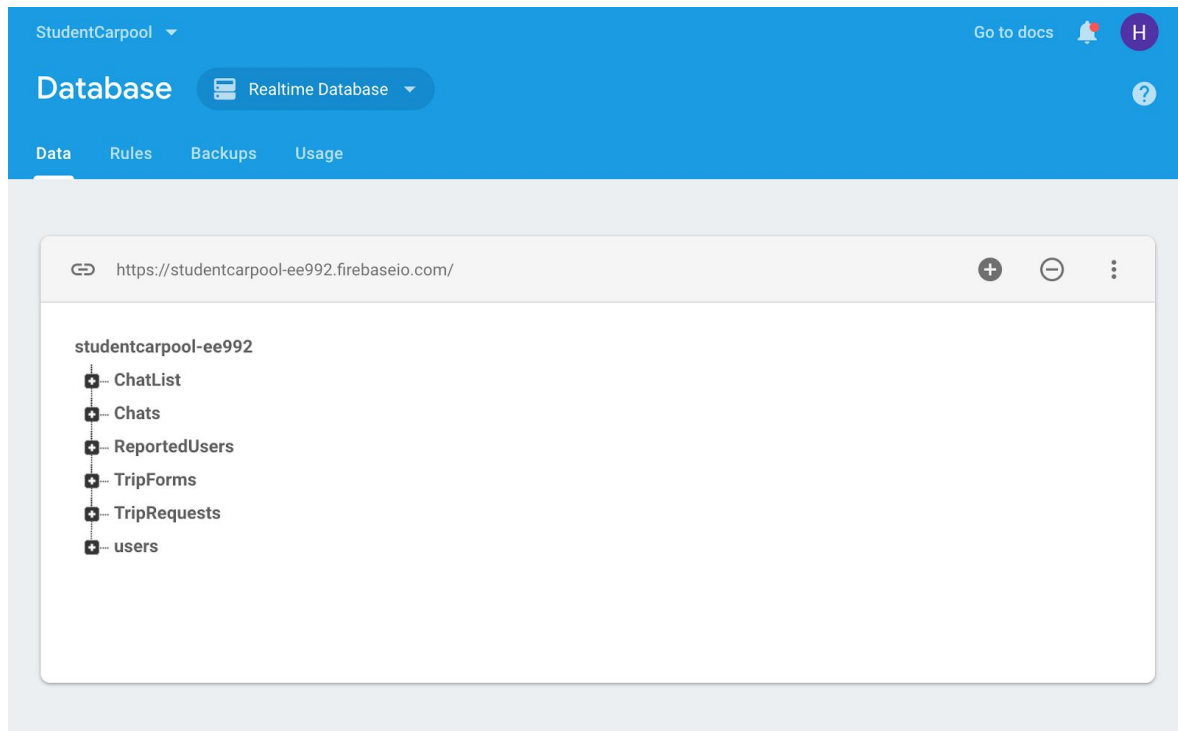 StudentCarpool
Go to docs
H
Database
Realtime Database
?
Data Rules Backups Usage
https://studentcarpool-ee992.firebaseio.com/
studentcarpool-ee992
ChatList
Chats
ReportedUsers
TripForms
TripRequests
users